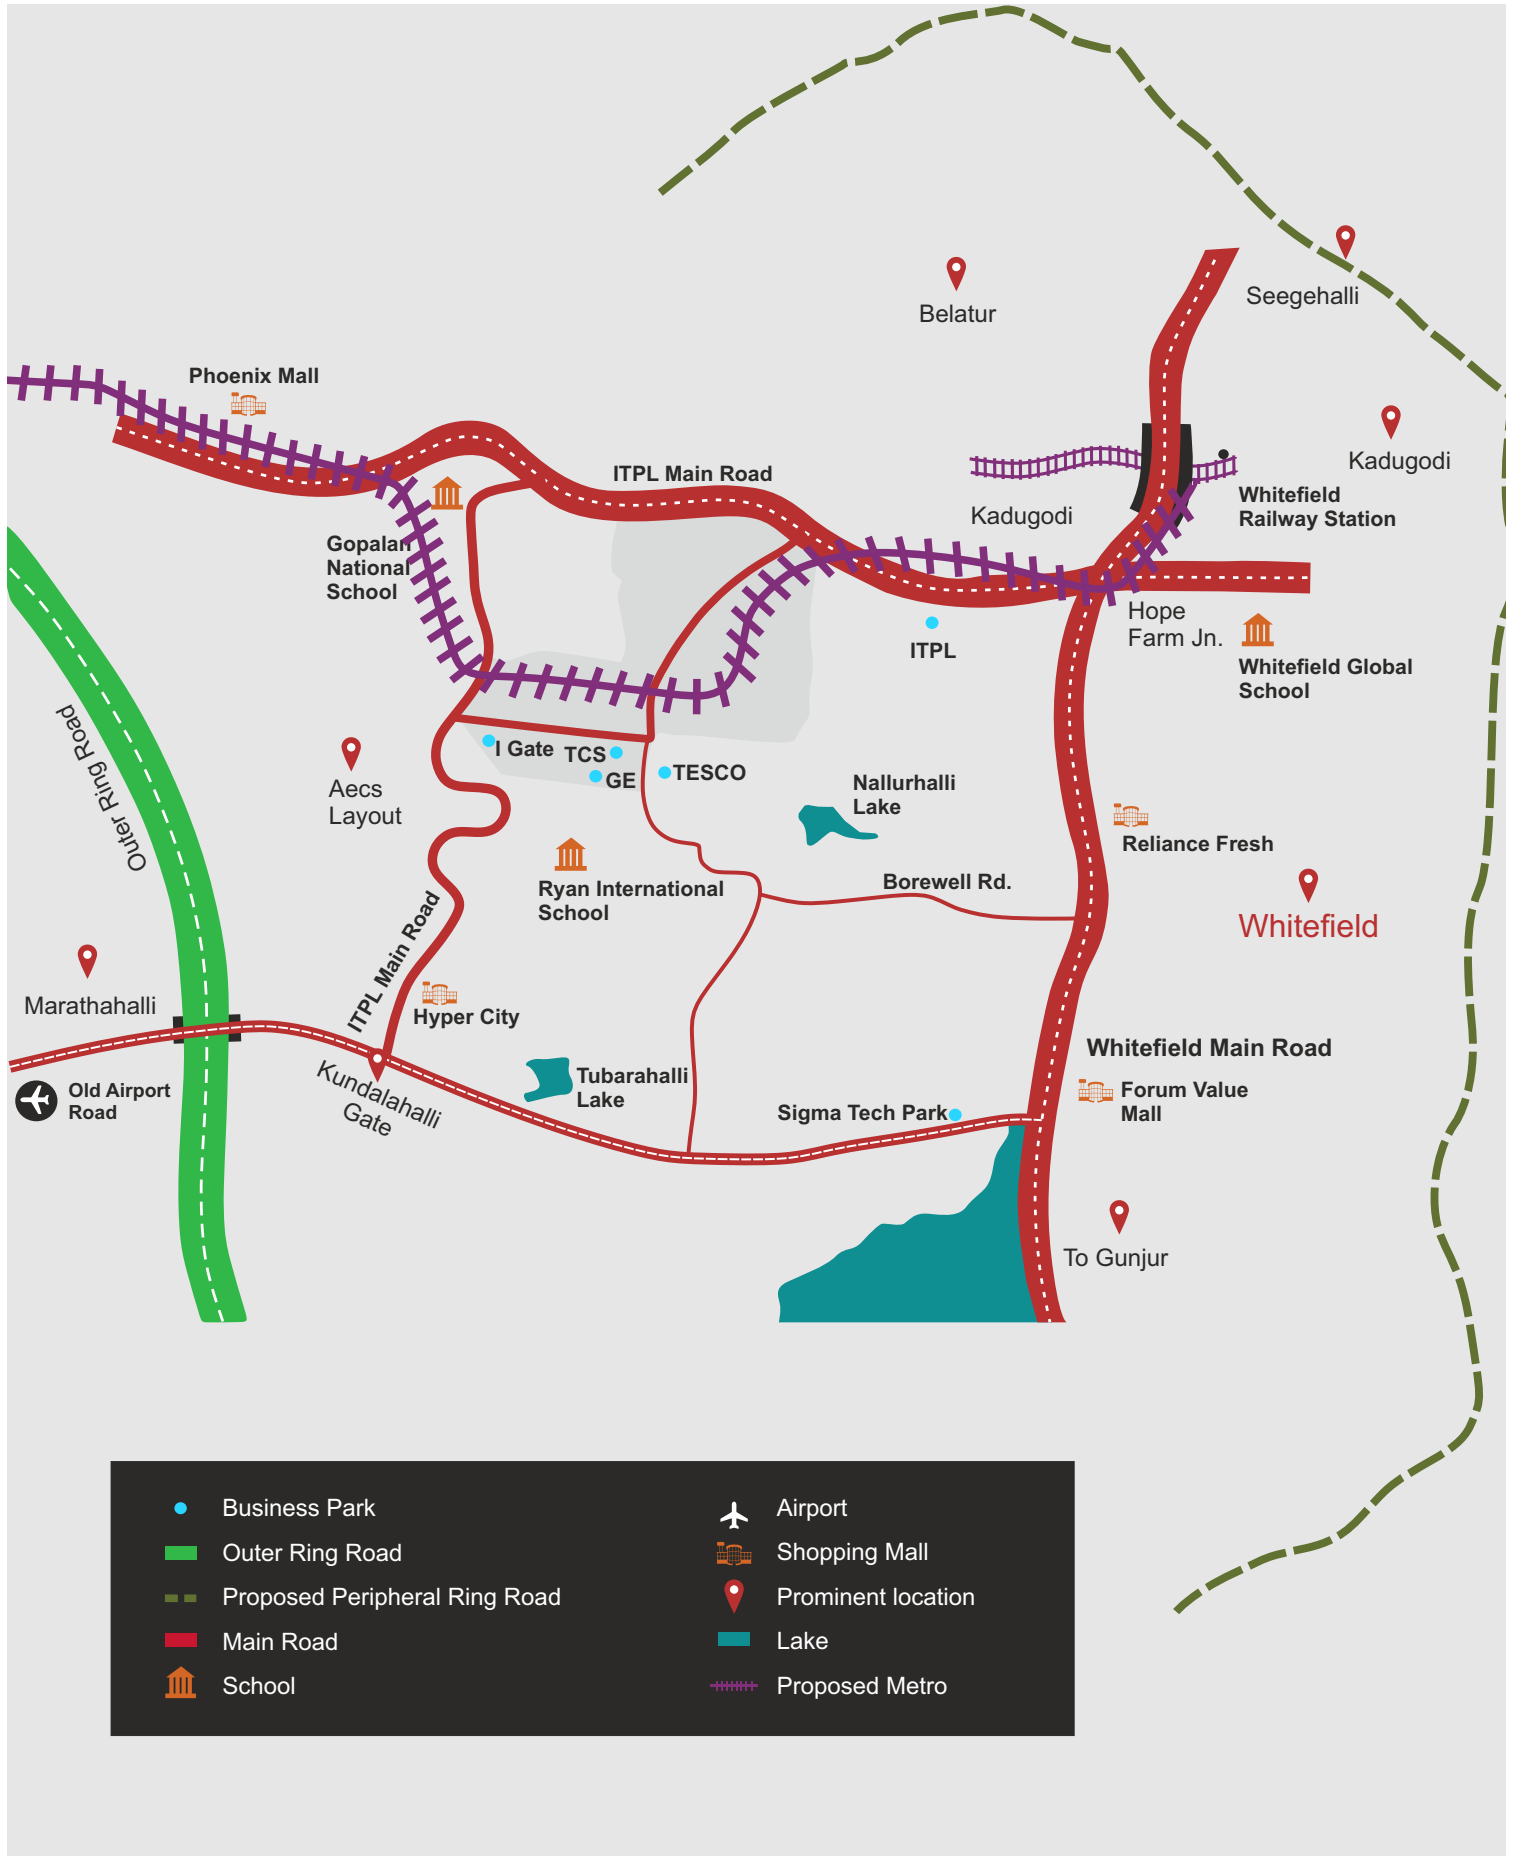 Seegehalli
Belatur
Phoenix Mall
Kadugodi
ITPL Main Road
Whitefield
Railway Station
Kadugodi
Gopalan
National
School
Hope
Farm Jn.
ITPL
Whitefield Global
School
Outer Ring Road
I Gate
TCS
GE
TESCO
Aecs
Layout
Nallurhalli
Lake
Reliance Fresh
Ryan International
School
Borewell Rd.
Whitefield
ITPL Main Road
Marathahalli
Hyper City
Whitefield Main Road
Old Airport
Road
Kundalahalli
Gate
Tubarahalli
Lake
Forum Value
Mall
Sigma Tech Park
To Gunjur
Business Park
Outer Ring Road
Proposed Peripheral Ring Road
Main Road
School
Airport
Shopping Mall
Prominent location
Lake
Proposed Metro